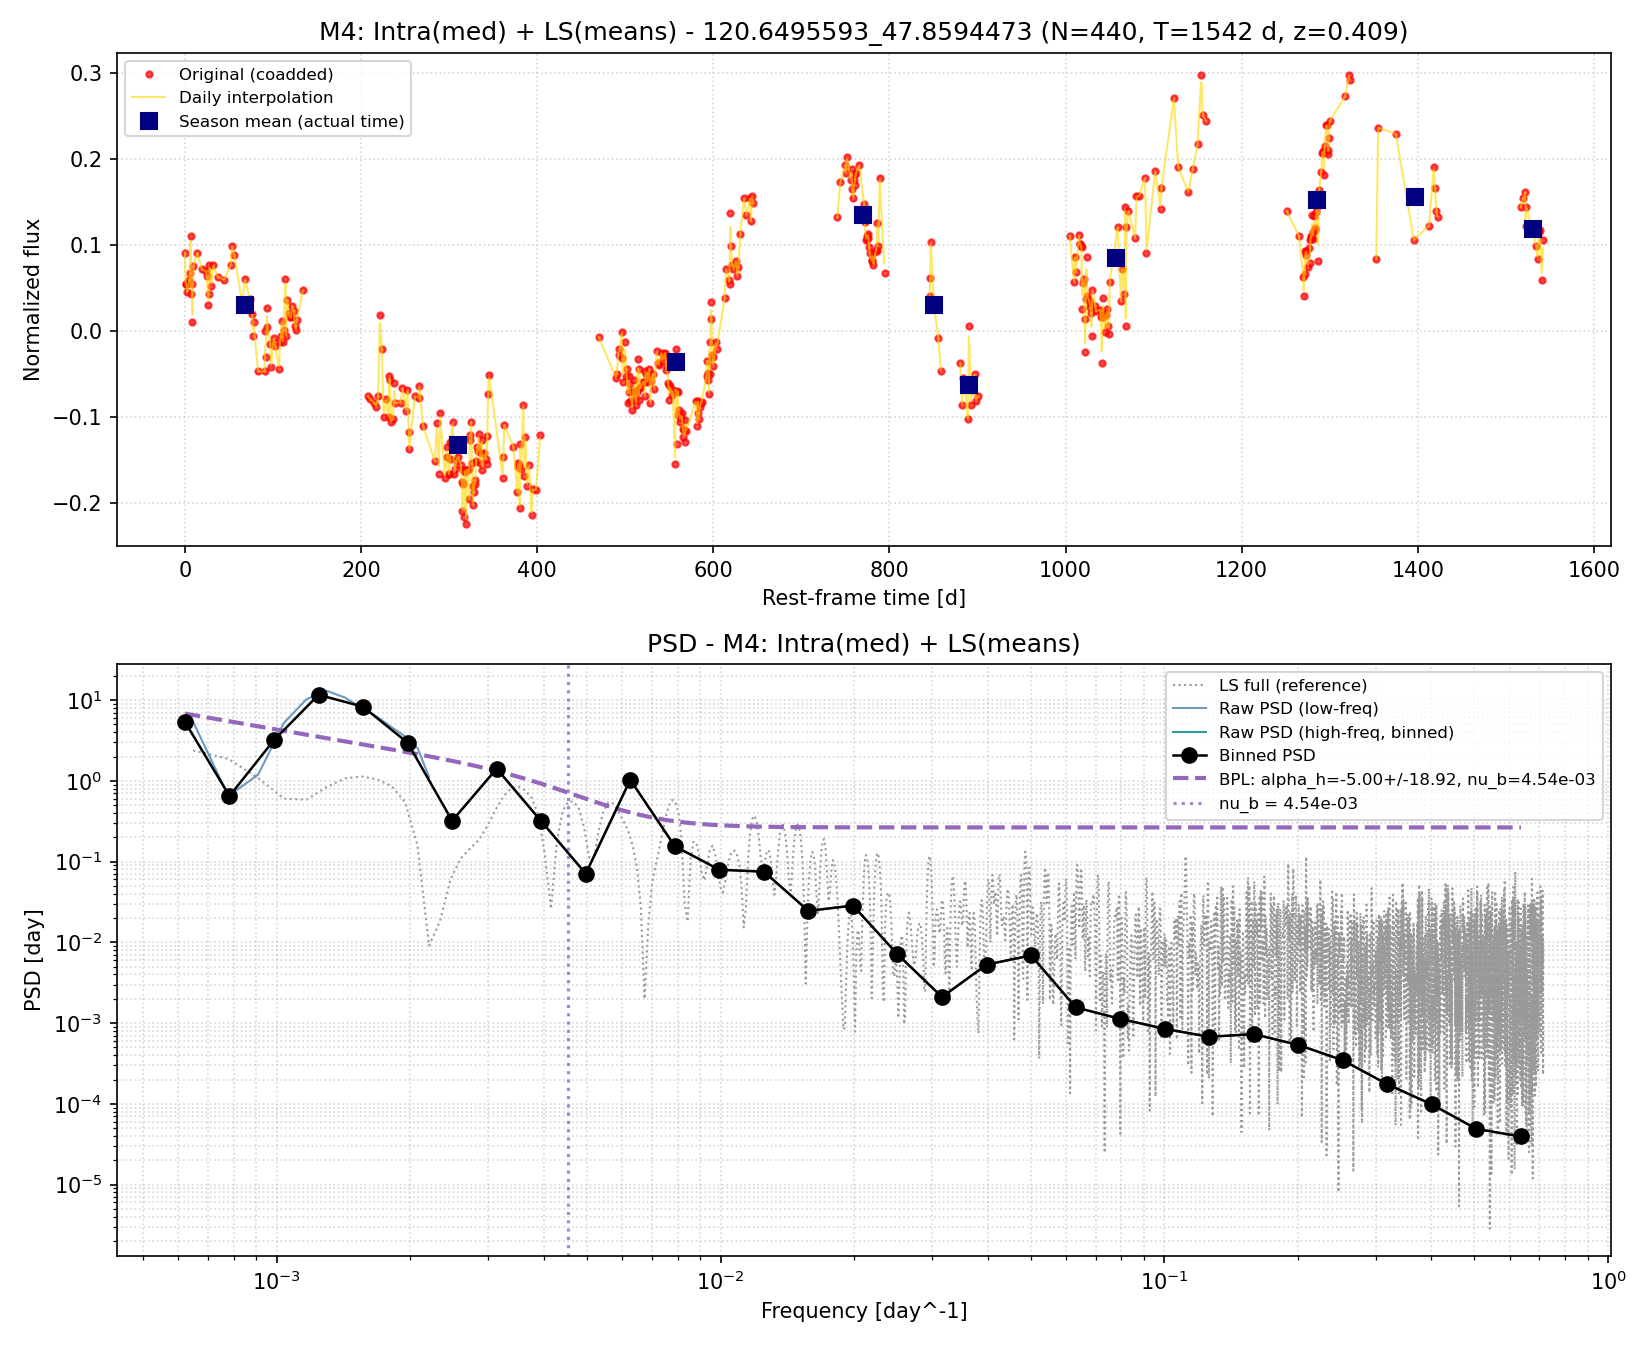 M4: Intra(med) + LS(means) - 120.6495593_47.8594473 (N=440, T=1542 d, z=0.409)
Original (coadded)
Daily interpolation
Season mean (actual time)
Normalized flux
0.3
0.2
0.1
0.0
−0.1
−0.2
0 200 400 600 800 1000 1200 1400 1600
Rest-frame time [d]
PSD - M4: Intra(med) + LS(means)
LS full (reference)
Raw PSD (low-freq)
Raw PSD (high-freq, binned)
Binned PSD
BPL: alpha_h=-5.00+/-18.92, nu_b=4.54e-03
nu_b = 4.54e-03
PSD [day]
10¹
10⁰
10⁻¹
10⁻²
10⁻³
10⁻⁴
10⁻⁵
10⁻³ 10⁻² 10⁻¹ 10⁰
Frequency [day^-1]